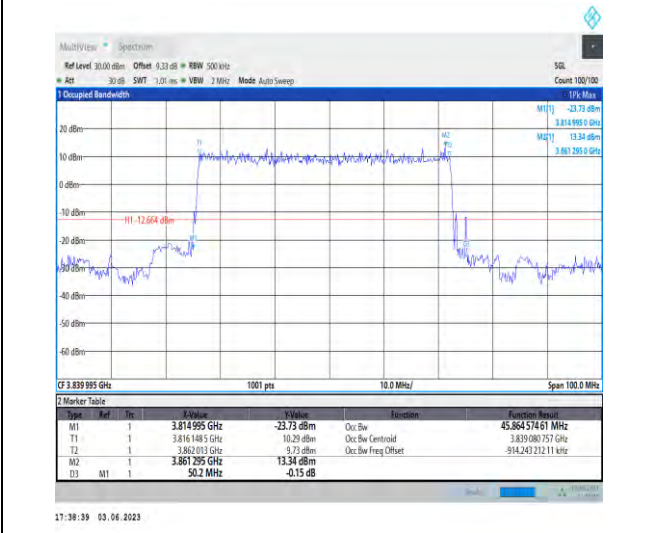 MultiView Spectrum
Ref Level 30.00 dBm Offset 9.33 dB RBW 500 kHz SGL
Att 30 dB SWT 1.01 ms VBW 2 MHz Mode Auto Sweep Count 100/100
1 Occupied Bandwidth 1Pk Max
M1[1] -23.73 dBm
3.814 995 0 GHz
20 dBm M2[1] 13.34 dBm
3.861 295 0 GHz
T1 M2
T2
10 dBm
0 dBm
-10 dBm
H1 -12.664 dBm
-20 dBm
M1
D3
-30 dBm
-40 dBm
-50 dBm
-60 dBm
CF 3.839 995 GHz 1001 pts 10.0 MHz/ Span 100.0 MHz
2 Marker Table
Type Ref Trc X-Value Y-Value Function Function Result
M1 1 3.814 995 GHz -23.73 dBm Occ Bw 45.864 574 61 MHz
T1 1 3.816 148 5 GHz 10.29 dBm Occ Bw Centroid 3.839 080 757 GHz
T2 1 3.862 013 GHz 9.73 dBm Occ Bw Freq Offset -914.243 212 11 kHz
M2 1 3.861 295 GHz 13.34 dBm
D3 M1 1 50.2 MHz -0.15 dB
17:38:39 03.06.2023